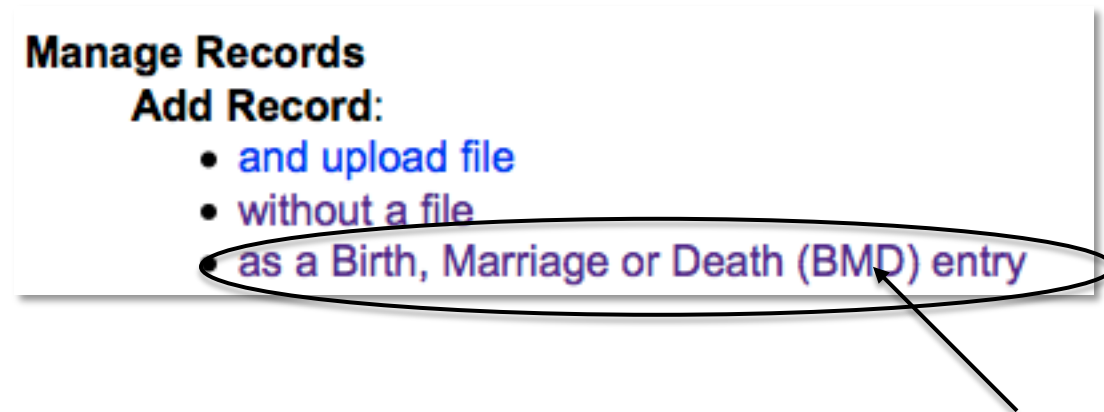 Manage Records
Add Record:
• and upload file
• without a file
• as a Birth, Marriage or Death (BMD) entry